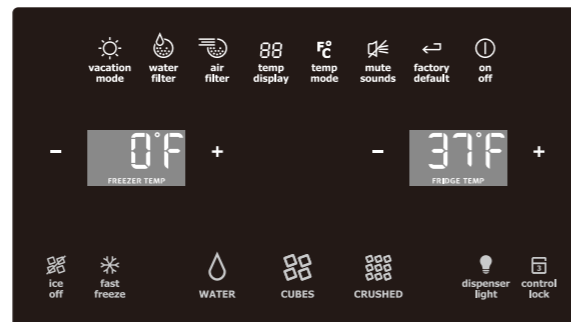 vacation mode
water filter
air filter
88 temp display
F° C temp mode
mute sounds
factory default
on off
- 0°F + - 37°F +
FREEZER TEMP FRIDGE TEMP
ice off
fast freeze
WATER
CUBES
CRUSHED
dispenser light
3 control lock